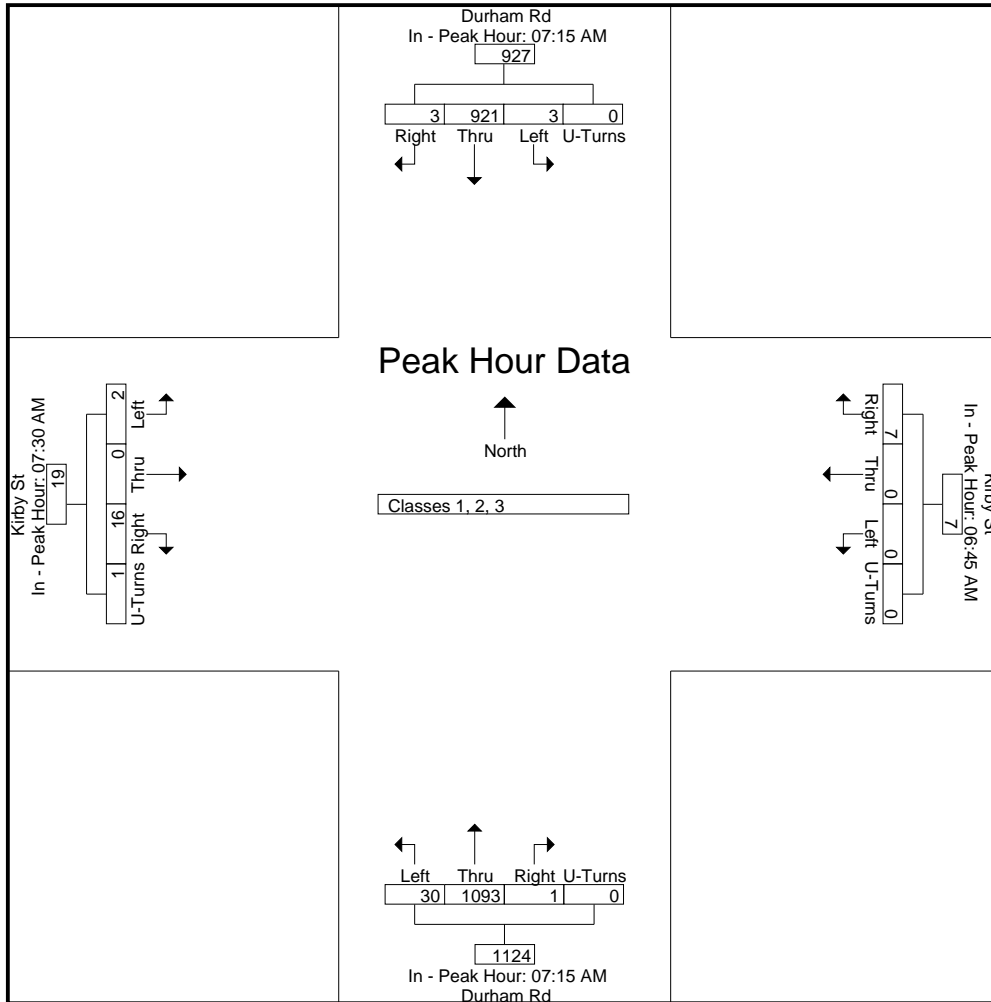 Durham Rd
In - Peak Hour: 07:15 AM
927
3 921 3 0
Right Thru Left U-Turns
Peak Hour Data
North
Classes 1, 2, 3
Kirby St
In - Peak Hour: 07:30 AM
19
2 0 16 1
Left Thru Right U-Turns
Right Thru Left U-Turns
7 0 0 0
7
In - Peak Hour: 06:45 AM
Kirby St
Left Thru Right U-Turns
30 1093 1 0
1124
In - Peak Hour: 07:15 AM
Durham Rd